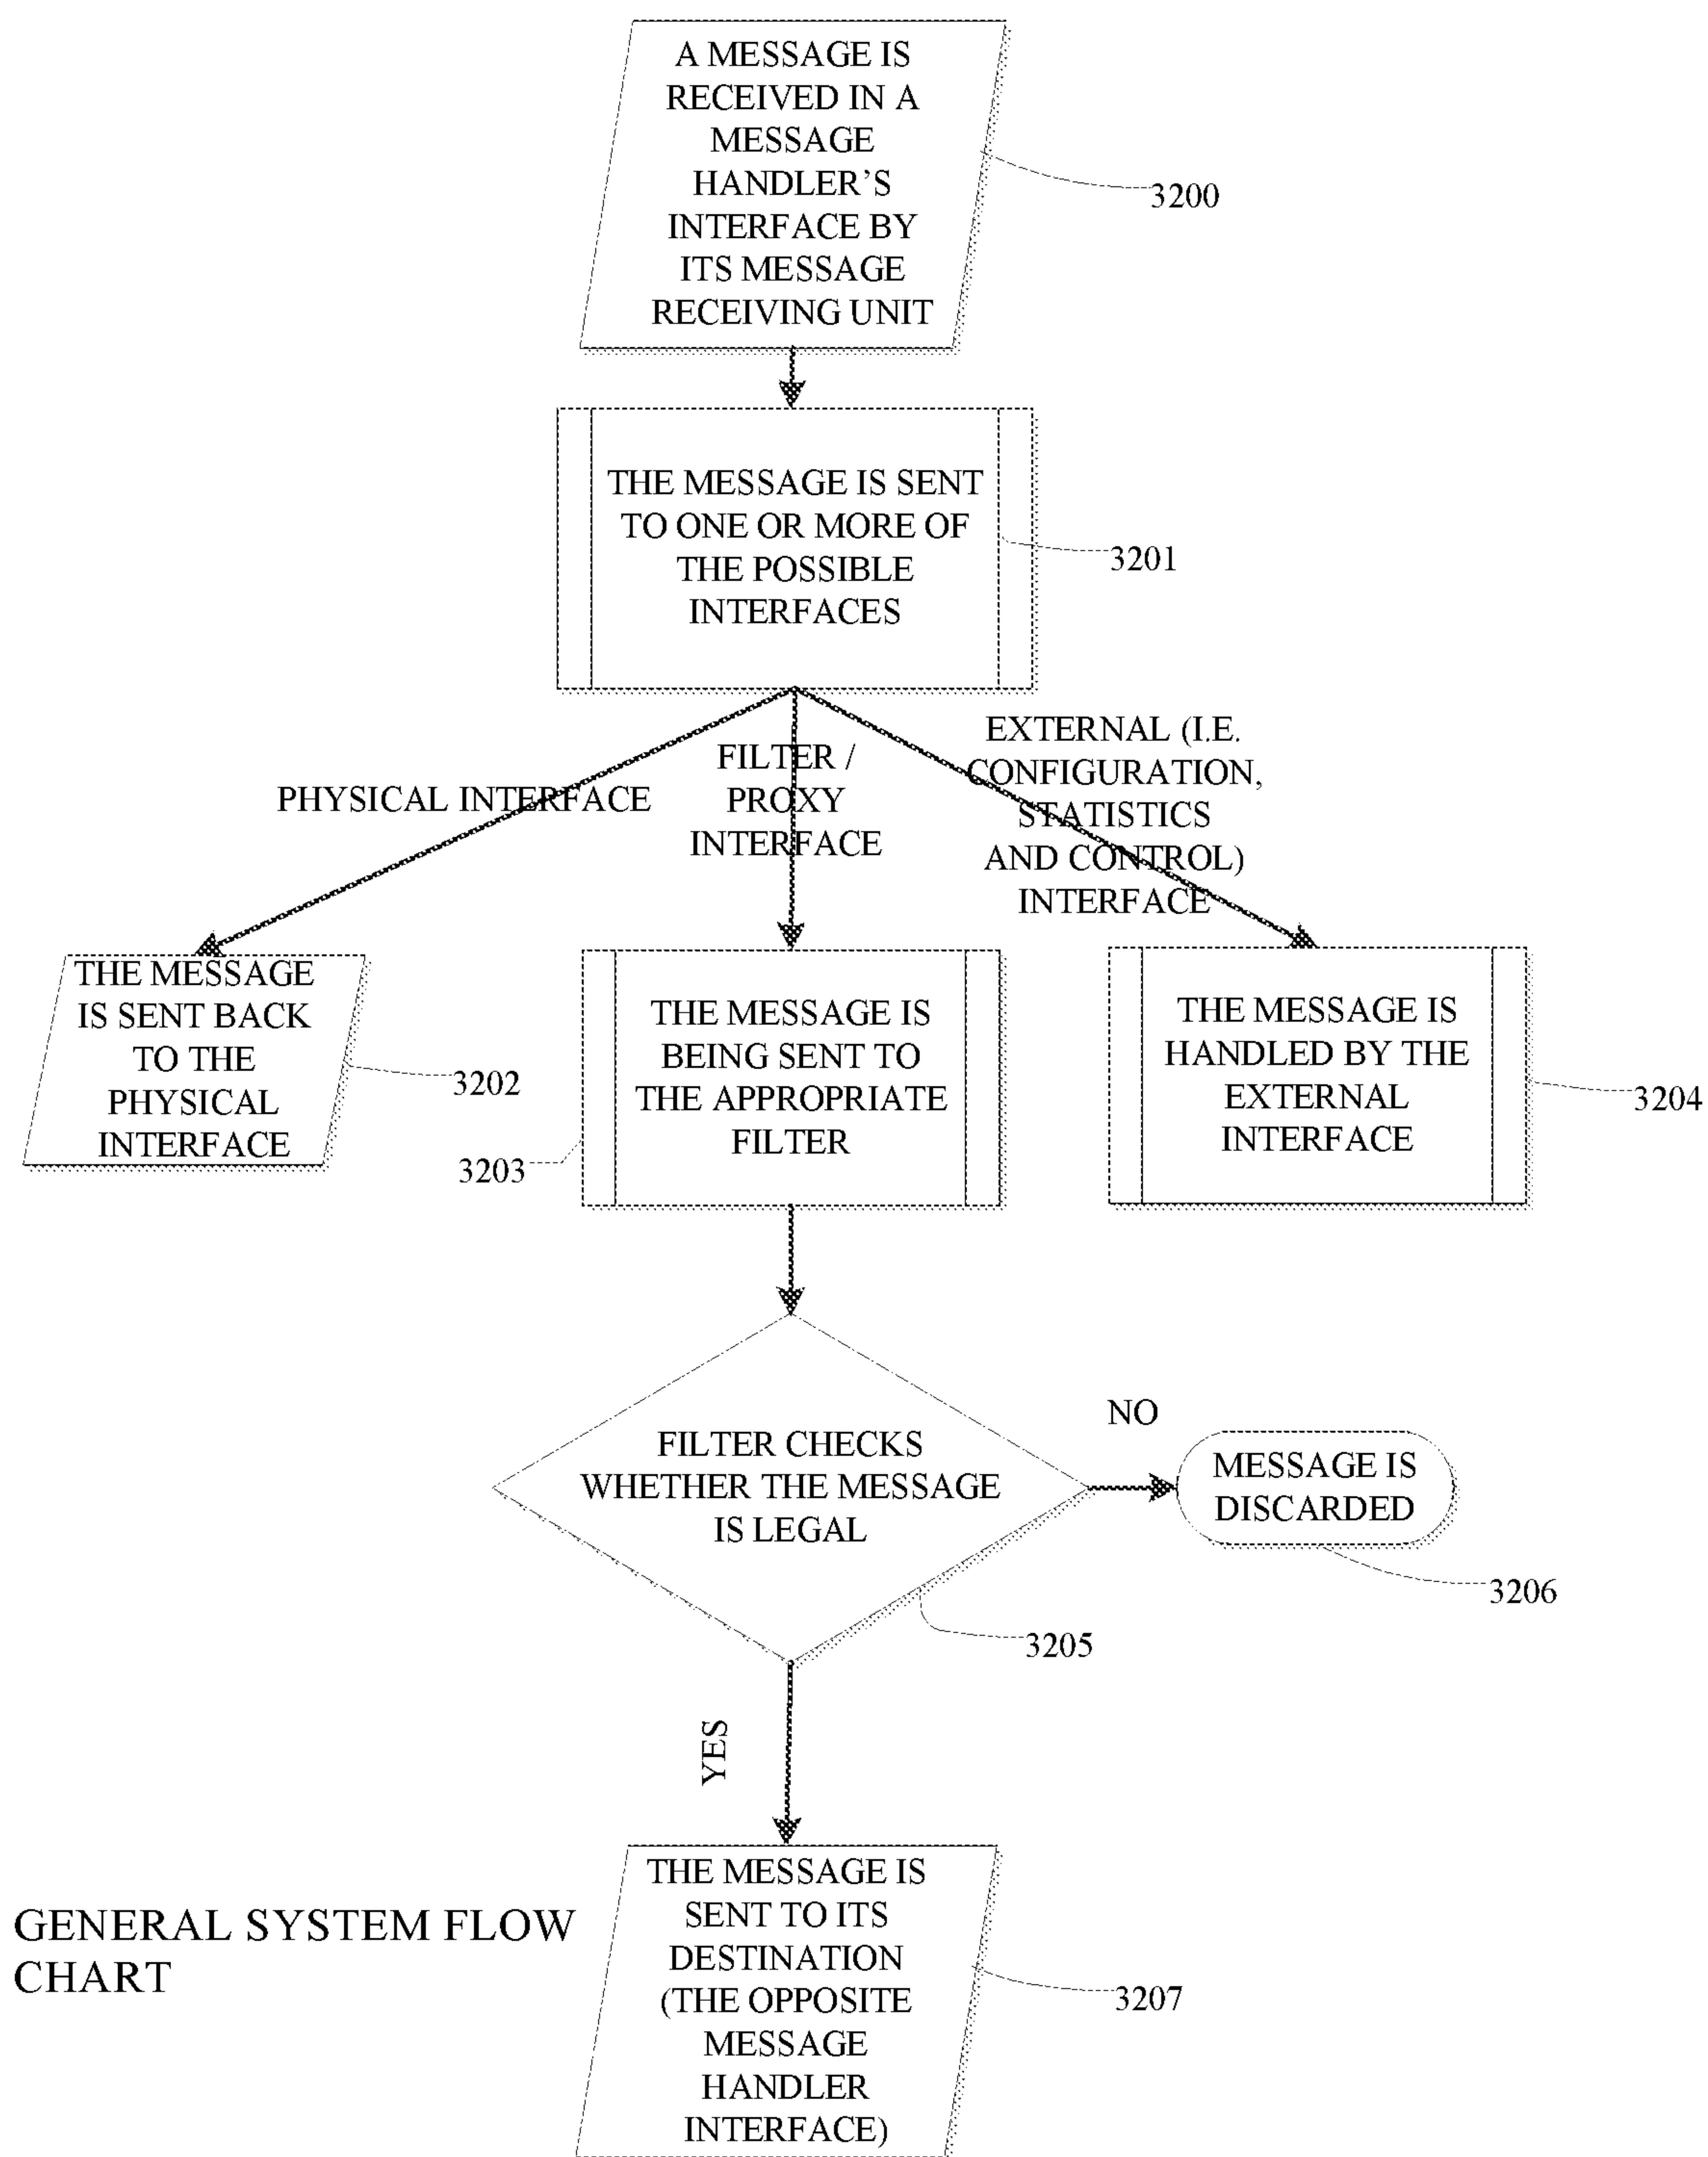 A MESSAGE IS
RECEIVED IN A
MESSAGE
HANDLER’S
INTERFACE BY
ITS MESSAGE
RECEIVING UNIT
3200
THE MESSAGE IS SENT
TO ONE OR MORE OF
THE POSSIBLE
INTERFACES
3201
PHYSICAL INTERFACE
FILTER /
PROXY
INTERFACE
EXTERNAL (I.E.
CONFIGURATION,
STATISTICS
AND CONTROL)
INTERFACE
THE MESSAGE
IS SENT BACK
TO THE
PHYSICAL
INTERFACE
3202
THE MESSAGE IS
BEING SENT TO
THE APPROPRIATE
FILTER
3203
THE MESSAGE IS
HANDLED BY THE
EXTERNAL
INTERFACE
3204
FILTER CHECKS
WHETHER THE MESSAGE
IS LEGAL
3205
NO
MESSAGE IS
DISCARDED
3206
YES
THE MESSAGE IS
SENT TO ITS
DESTINATION
(THE OPPOSITE
MESSAGE
HANDLER
INTERFACE)
3207
GENERAL SYSTEM FLOW
CHART